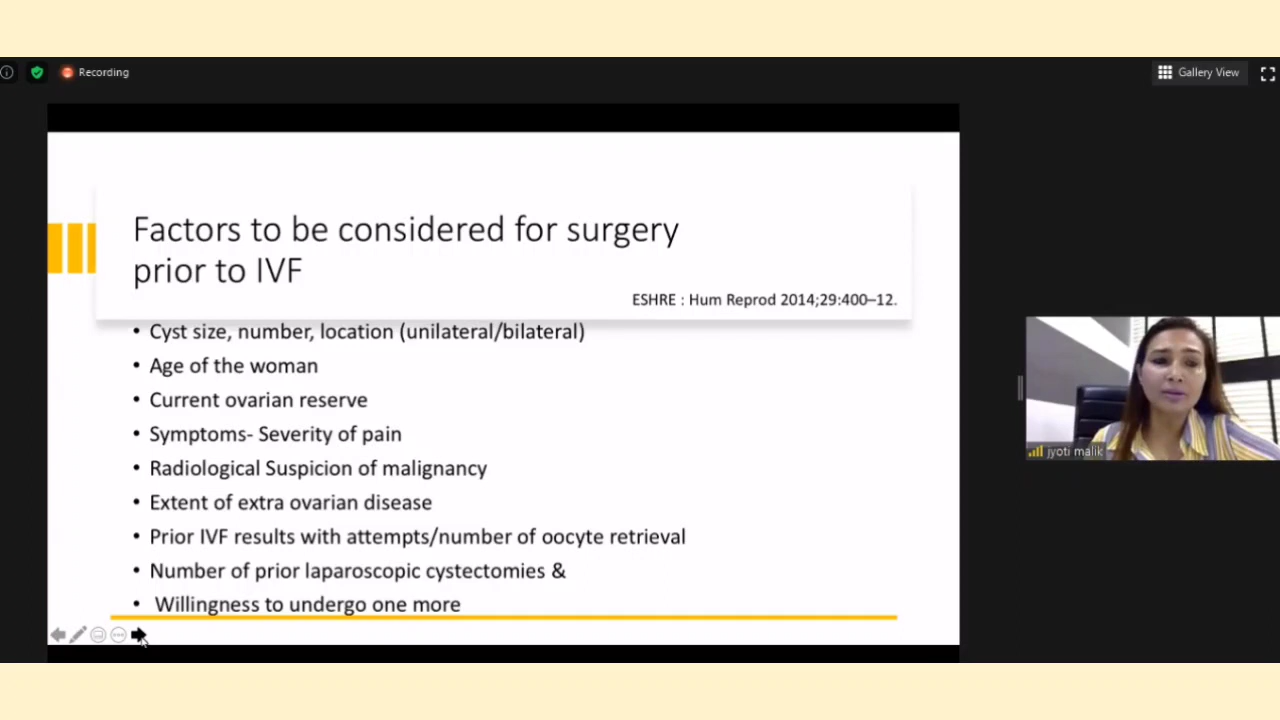 Recording
Gallery View
Factors to be considered for surgery
prior to IVF
ESHRE : Hum Reprod 2014;29:400–12.
• Cyst size, number, location (unilateral/bilateral)
• Age of the woman
• Current ovarian reserve
• Symptoms- Severity of pain
• Radiological Suspicion of malignancy
• Extent of extra ovarian disease
• Prior IVF results with attempts/number of oocyte retrieval
• Number of prior laparoscopic cystectomies &
• Willingness to undergo one more
jyoti malik